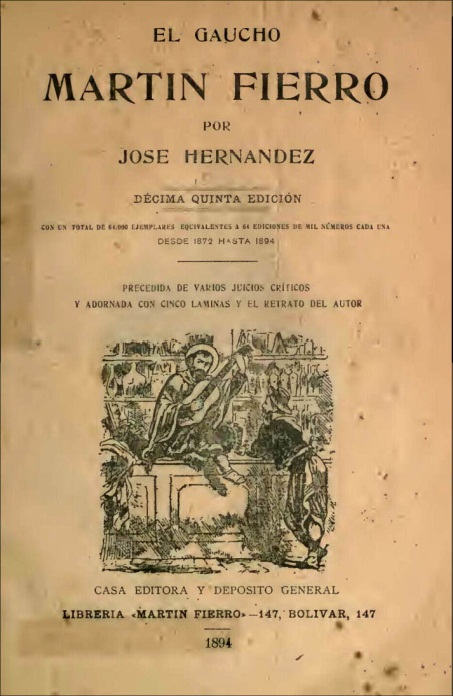 EL GAUCHO
MARTIN FIERRO
POR
JOSE HERNANDEZ
DÉCIMA QUINTA EDICIÓN
CON UN TOTAL DE 64.000 EJEMPLARES EQUIVALENTES A 64 EDICIONES DE MIL NÚMEROS CADA UNA
DESDE 1872 HASTA 1894
PRECEDIDA DE VARIOS JUICIOS CRÍTICOS
Y ADORNADA CON CINCO LAMINAS Y EL RETRATO DEL AUTOR
CASA EDITORA Y DEPOSITO GENERAL
LIBRERIA «MARTIN FIERRO»—147, BOLIVAR, 147
1894